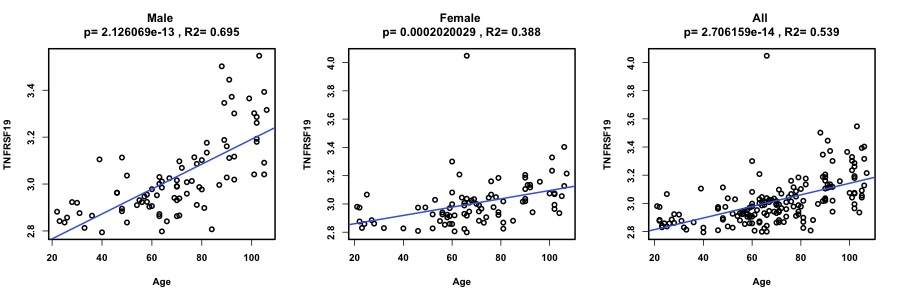 Male
p= 2.126069e-13 , R2= 0.695
TNFRSF19
2.8 3.0 3.2 3.4
20 40 60 80 100
Age
Female
p= 0.0002020029 , R2= 0.388
TNFRSF19
2.8 3.0 3.2 3.4 3.6 3.8 4.0
20 40 60 80 100
Age
All
p= 2.706159e-14 , R2= 0.539
TNFRSF19
2.8 3.0 3.2 3.4 3.6 3.8 4.0
20 40 60 80 100
Age